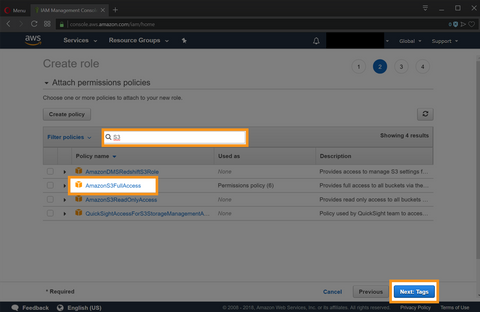 Menu
IAM Management Console
console.aws.amazon.com/iam/home
aws
Services
Resource Groups
Global
Support
Create role
1
2
3
4
Attach permissions policies
Choose one or more policies to attach to your new role.
Create policy
Filter policies
S3
Showing 4 results
Policy name
Used as
Description
AmazonDMSRedshiftS3Role
None
Provides access to manage S3 settings f
AmazonS3FullAccess
Permissions policy (6)
Provides full access to all buckets via the
AmazonS3ReadOnlyAccess
None
Provides read only access to all buckets
QuickSightAccessForS3StorageManagementA...
None
Policy used by QuickSight team to acces
* Required
Cancel
Previous
Next: Tags
Feedback
English (US)
© 2008 - 2019, Amazon Web Services, Inc. or its affiliates. All rights reserved.
Privacy Policy
Terms of Use